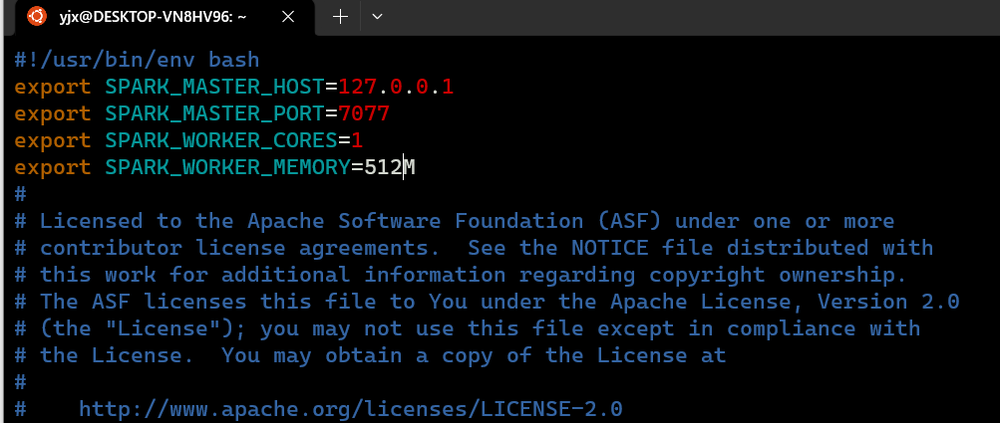 yjx@DESKTOP-VN8HV96: ~
#!/usr/bin/env bash
export SPARK_MASTER_HOST=127.0.0.1
export SPARK_MASTER_PORT=7077
export SPARK_WORKER_CORES=1
export SPARK_WORKER_MEMORY=512M
#
# Licensed to the Apache Software Foundation (ASF) under one or more
# contributor license agreements.  See the NOTICE file distributed with
# this work for additional information regarding copyright ownership.
# The ASF licenses this file to You under the Apache License, Version 2.0
# (the "License"); you may not use this file except in compliance with
# the License.  You may obtain a copy of the License at
#
#    http://www.apache.org/licenses/LICENSE-2.0